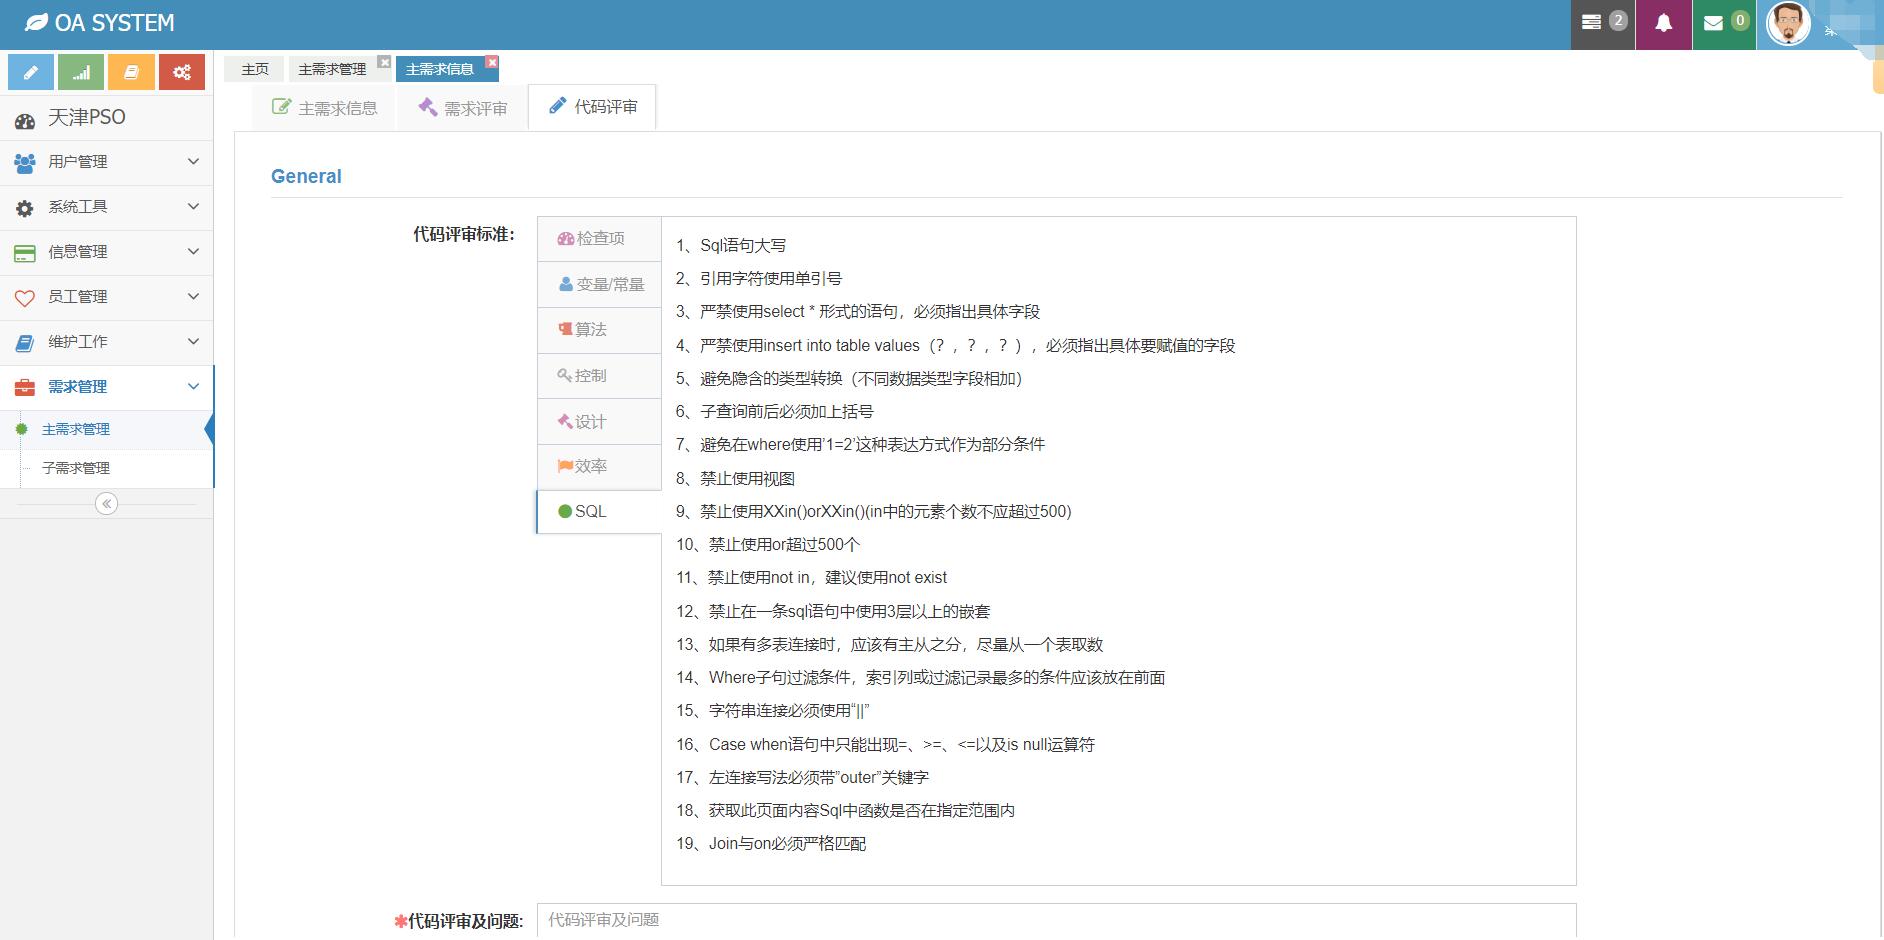 OA SYSTEM
2
0
天津PSO
用户管理
系统工具
信息管理
员工管理
维护工作
需求管理
主需求管理
子需求管理
主页
主需求管理
主需求信息
主需求信息
需求评审
代码评审
General
代码评审标准:
检查项
变量/常量
算法
控制
设计
效率
SQL
1、Sql语句大写
2、引用字符使用单引号
3、严禁使用select * 形式的语句，必须指出具体字段
4、严禁使用insert into table values（？，？，？），必须指出具体要赋值的字段
5、避免隐含的类型转换（不同数据类型字段相加）
6、子查询前后必须加上括号
7、避免在where使用’1=2’这种表达方式作为部分条件
8、禁止使用视图
9、禁止使用XXin()orXXin()(in中的元素个数不应超过500)
10、禁止使用or超过500个
11、禁止使用not in，建议使用not exist
12、禁止在一条sql语句中使用3层以上的嵌套
13、如果有多表连接时，应该有主从之分，尽量从一个表取数
14、Where子句过滤条件，索引列或过滤记录最多的条件应该放在前面
15、字符串连接必须使用“||”
16、Case when语句中只能出现=、>=、<=以及is null运算符
17、左连接写法必须带”outer”关键字
18、获取此页面内容Sql中函数是否在指定范围内
19、Join与on必须严格匹配
✱代码评审及问题:
代码评审及问题